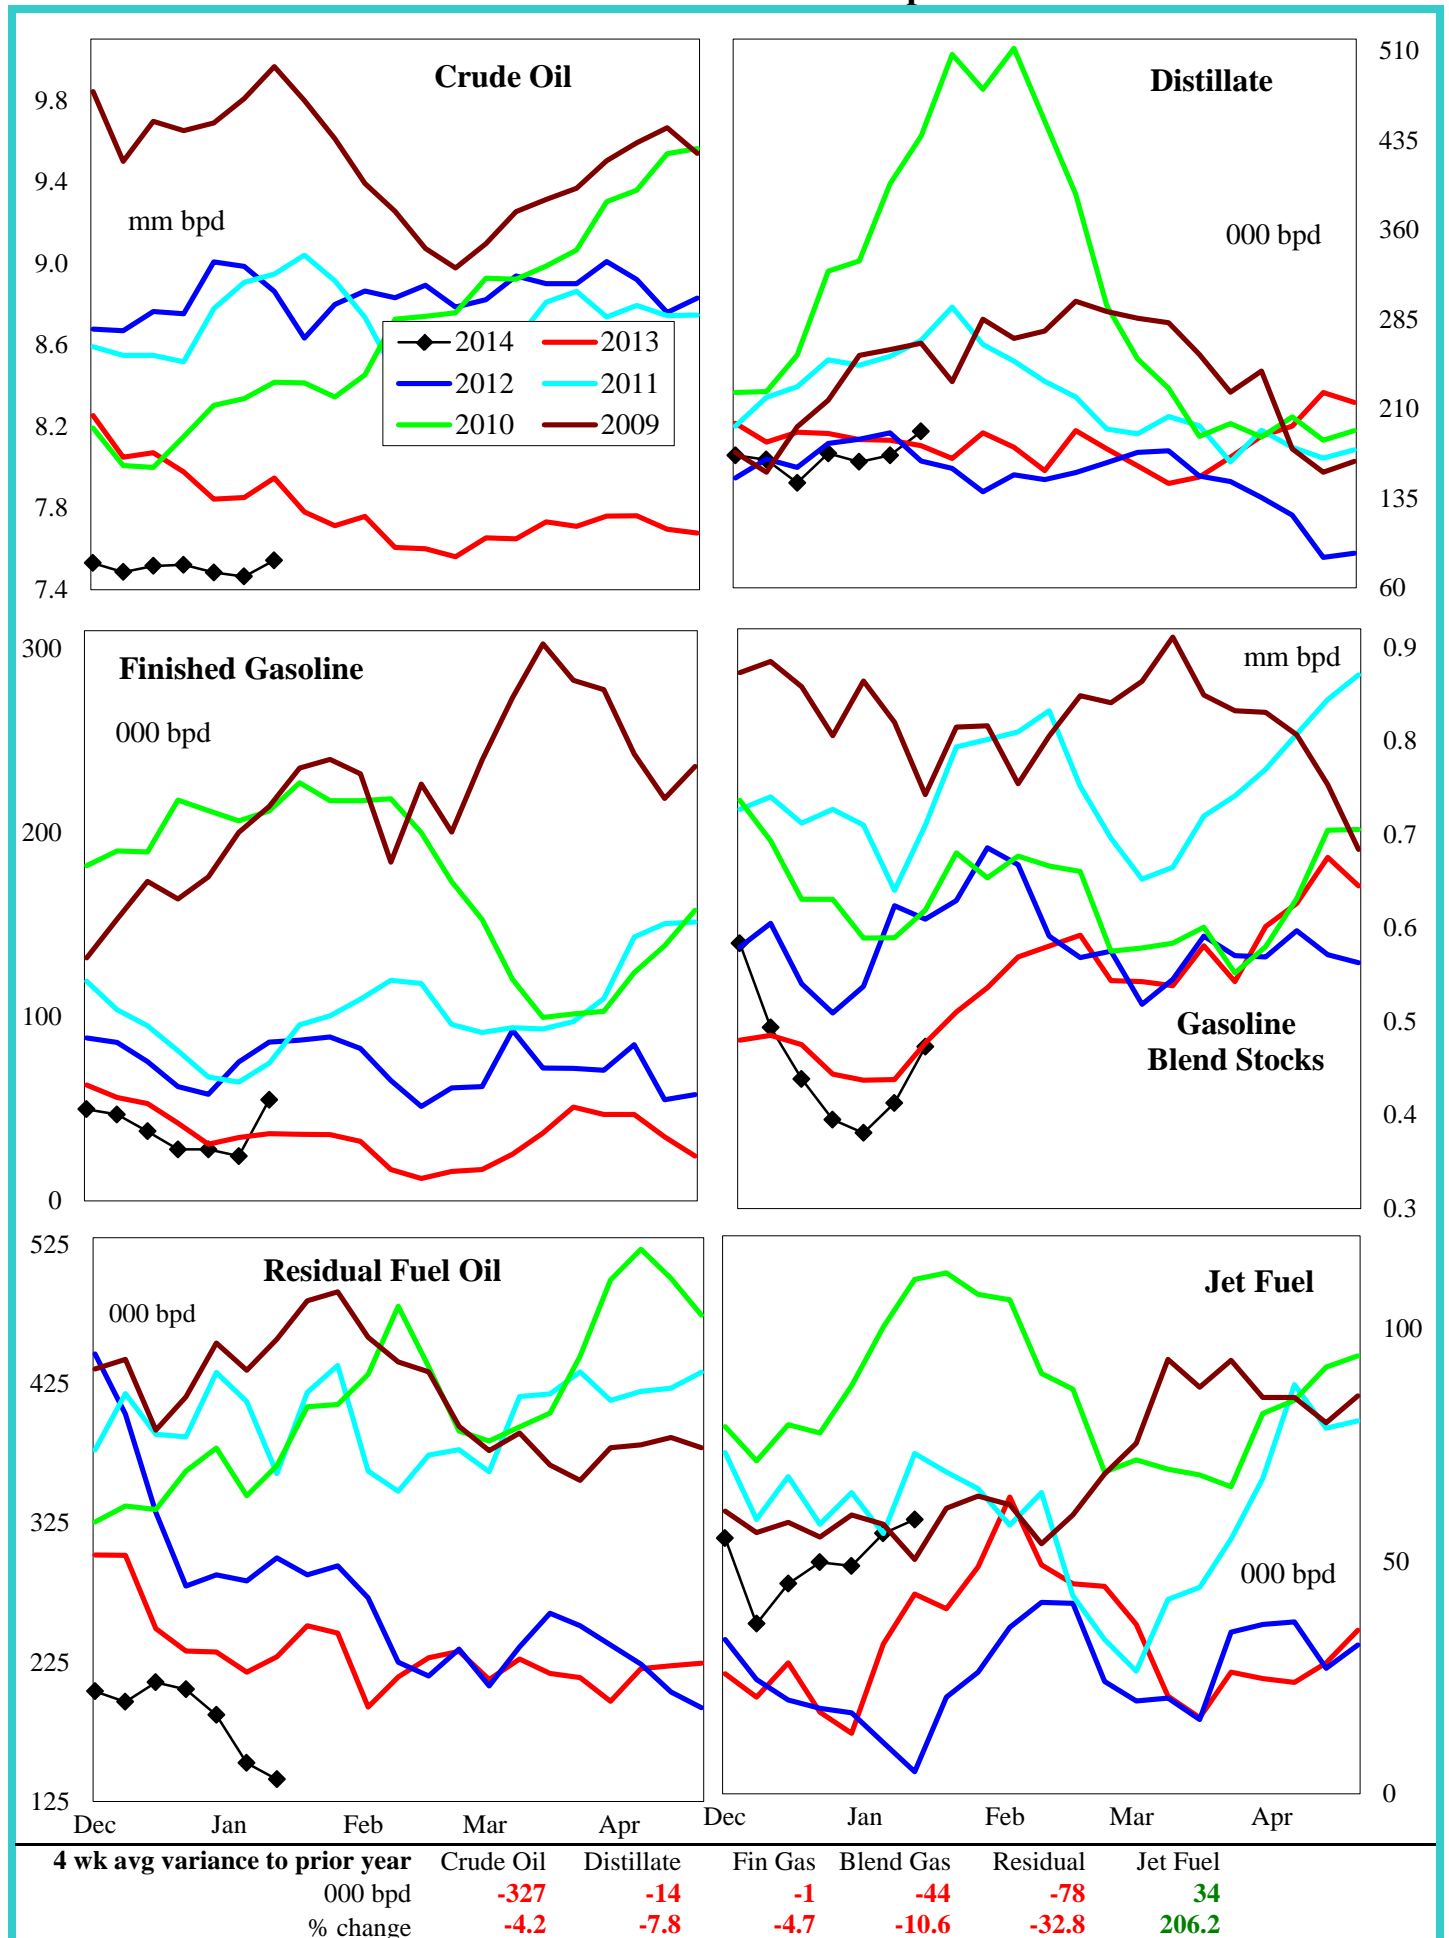 Crude Oil
mm bpd
9.8
9.4
9.0
8.6
8.2
7.8
7.4
2014 2013
2012 2011
2010 2009
Distillate
000 bpd
510
435
360
285
210
135
60
Finished Gasoline
000 bpd
300
200
100
0
mm bpd
Gasoline
Blend Stocks
0.9
0.8
0.7
0.6
0.5
0.4
0.3
Residual Fuel Oil
000 bpd
525
425
325
225
125
Dec Jan Feb Mar Apr
Jet Fuel
000 bpd
100
50
0
Dec Jan Feb Mar Apr
4 wk avg variance to prior year Crude Oil Distillate Fin Gas Blend Gas Residual Jet Fuel
000 bpd -327 -14 -1 -44 -78 34
% change -4.2 -7.8 -4.7 -10.6 -32.8 206.2